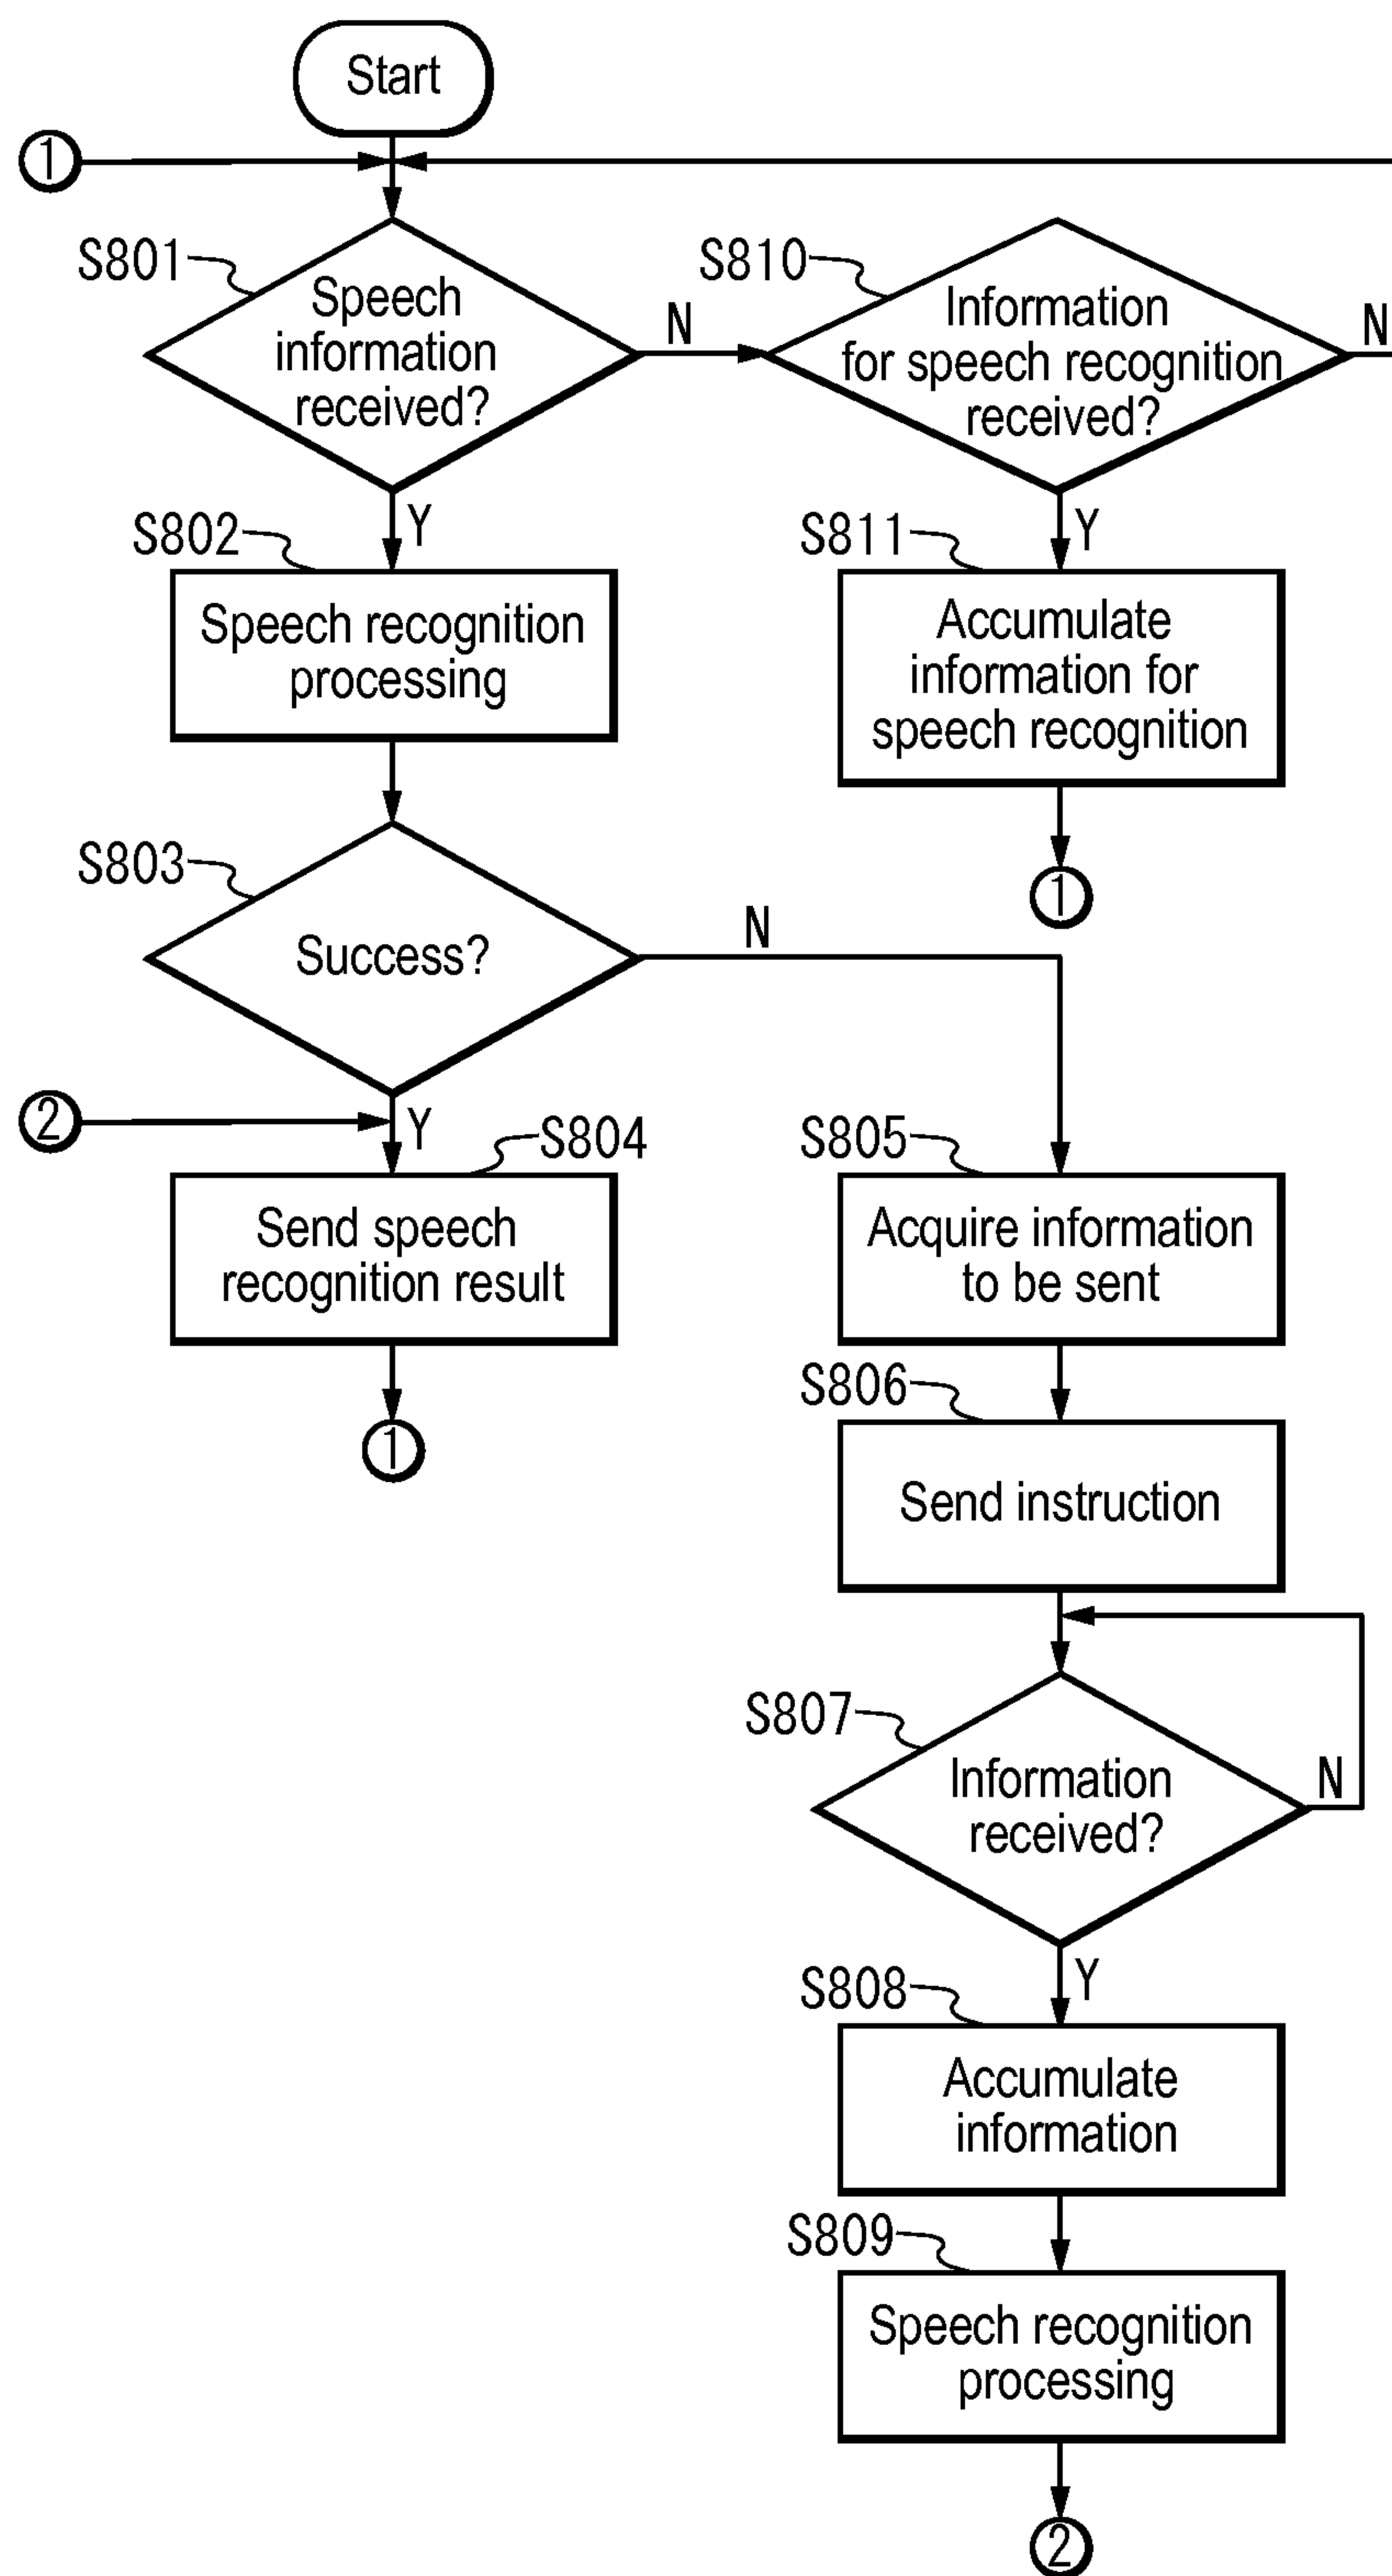 Start
1
S801
Speech
information
received?
N
S810
Information
for speech recognition
received?
N
Y
Y
S802
Speech recognition
processing
S811
Accumulate
information for
speech recognition
1
S803
Success?
N
2
Y
S804
Send speech
recognition result
1
S805
Acquire information
to be sent
S806
Send instruction
S807
Information
received?
N
Y
S808
Accumulate
information
S809
Speech recognition
processing
2